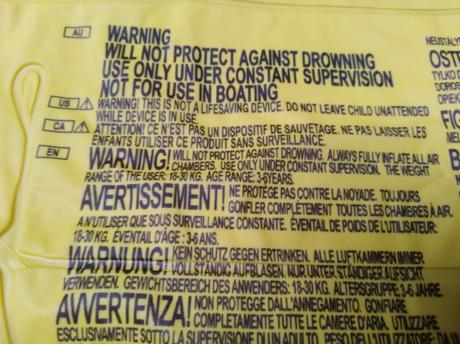 AU
WARNING
WILL NOT PROTECT AGAINST DROWNING
USE ONLY UNDER CONSTANT SUPERVISION
NOT FOR USE IN BOATING
US WARNING! THIS IS NOT A LIFESAVING DEVICE. DO NOT LEAVE CHILD UNATTENDED
WHILE DEVICE IS IN USE.
CA ATTENTION! CE N'EST PAS UN DISPOSITIF DE SAUVETAGE. NE PAS LAISSER LES
ENFANTS UTILISER CE PRODUIT SANS SURVEILLANCE.
EN WARNING! WILL NOT PROTECT AGAINST DROWNING. ALWAYS FULLY INFLATE ALL AIR
CHAMBERS. USE ONLY UNDER CONSTANT SUPERVISION. THE WEIGHT
RANGE OF THE USER: 18-30 KG. AGE RANGE: 3-6YEARS.
AVERTISSEMENT! NE PROTÈGE PAS CONTRE LA NOYADE. TOUJOURS
GONFLER COMPLÈTEMENT TOUTES LES CHAMBRES À AIR.
À N'UTILISER QUE SOUS SURVEILLANCE CONSTANTE. ÉVENTAIL DE POIDS DE L'UTILISATEUR:
18-30 KG. ÉVENTAIL D'ÂGE : 3-6 ANS.
WARNUNG! KEIN SCHUTZ GEGEN ERTRINKEN. ALLE LUFTKAMMERN IMMER
VOLLSTÄNDIG AUFBLASEN. NUR UNTER STÄNDIGER AUFSICHT
VERWENDEN. GEWICHTSBEREICH DES ANWENDERS: 18-30 KG. ALTERSGRUPPE: 3-6 JAHRE.
AVVERTENZA! NON PROTEGGE DALL'ANNEGAMENTO. GONFIARE
COMPLETAMENTE TUTTE LE CAMERE D'ARIA. UTILIZZARE
ESCLUSIVAMENTE SOTTO LA SUPERVISIONE DI UN ADULTO. PESO DELL'UTILIZZATORE: DA